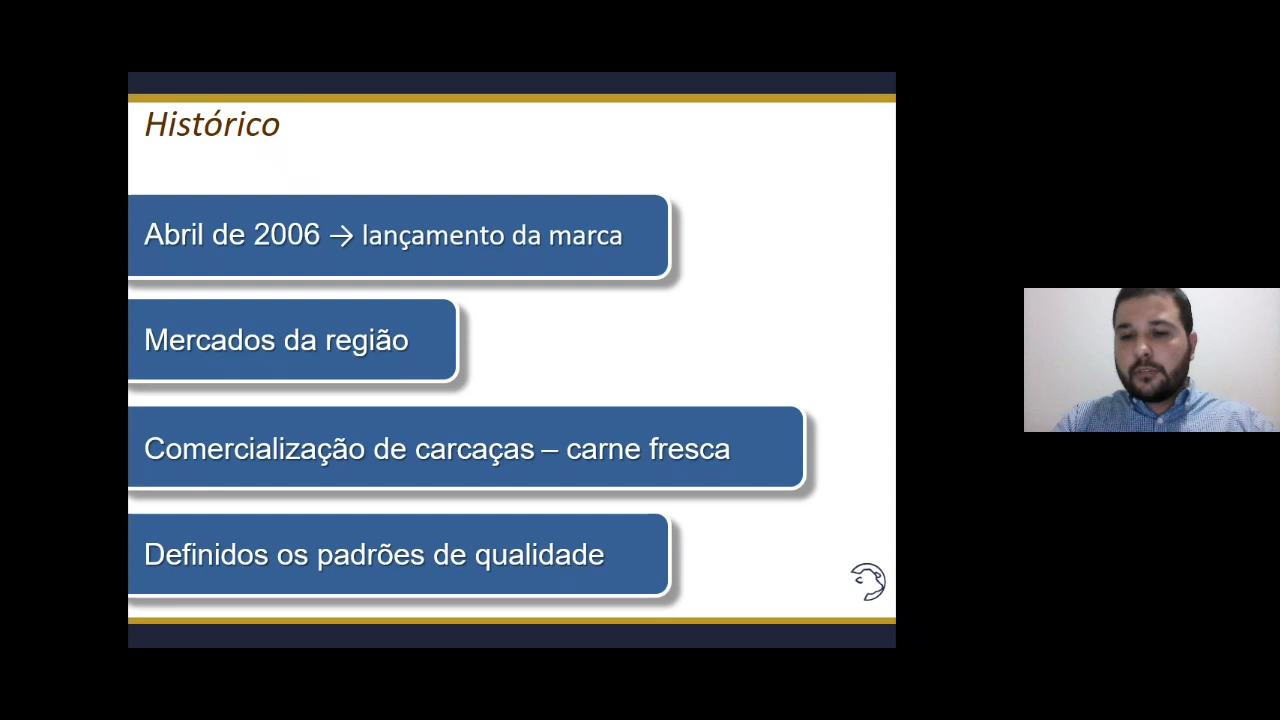 Histórico
Abril de 2006 → lançamento da marca
Mercados da região
Comercialização de carcaças – carne fresca
Definidos os padrões de qualidade